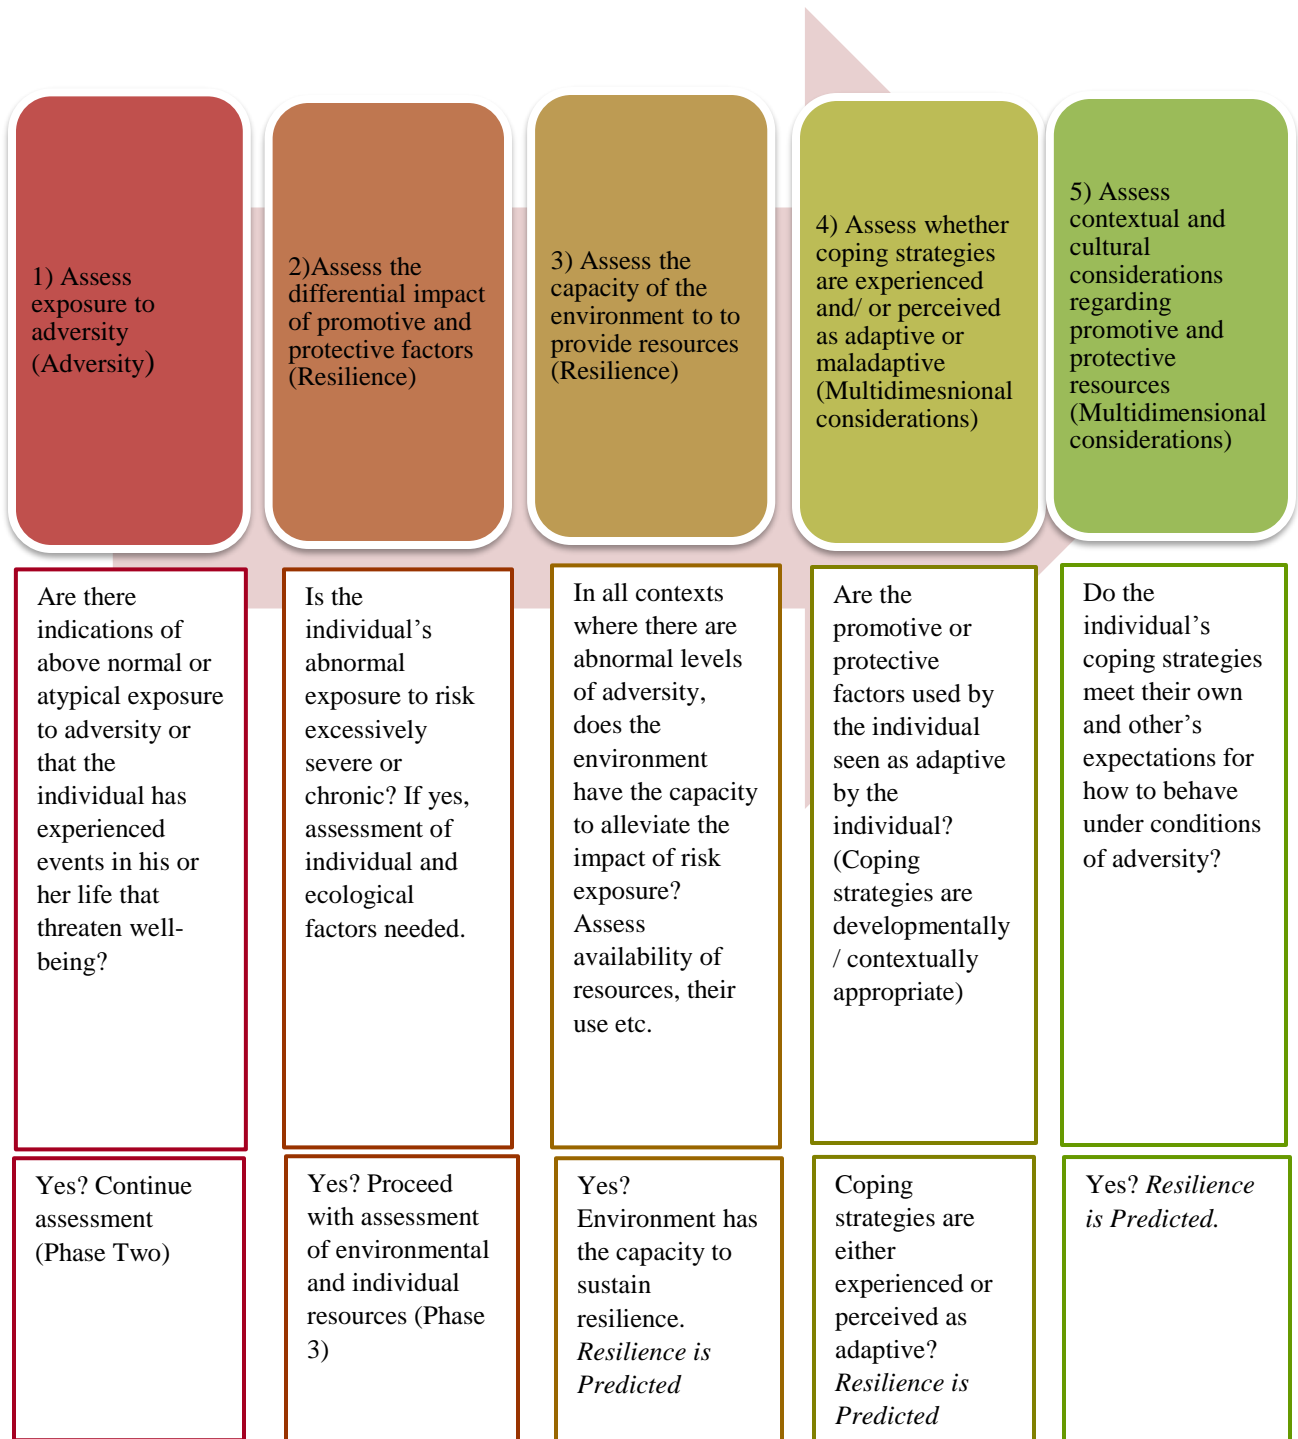 1) Assess
exposure to
adversity
(Adversity)
2)Assess the
differential impact
of promotive and
protective factors
(Resilience)
3) Assess the
capacity of the
environment to to
provide resources
(Resilience)
4) Assess whether
coping strategies
are experienced
and/ or perceived
as adaptive or
maladaptive
(Multidimesnional
considerations)
5) Assess
contextual and
cultural
considerations
regarding
promotive and
protective
resources
(Multidimensional
considerations)
Are there
indications of
above normal or
atypical exposure
to adversity or
that the
individual has
experienced
events in his or
her life that
threaten well-
being?
Is the
individual’s
abnormal
exposure to risk
excessively
severe or
chronic? If yes,
assessment of
individual and
ecological
factors needed.
In all contexts
where there are
abnormal levels
of adversity,
does the
environment
have the capacity
to alleviate the
impact of risk
exposure?
Assess
availability of
resources, their
use etc.
Are the
promotive or
protective
factors used by
the individual
seen as adaptive
by the
individual?
(Coping
strategies are
developmentally
/ contextually
appropriate)
Do the
individual’s
coping strategies
meet their own
and other’s
expectations for
how to behave
under conditions
of adversity?
Yes? Continue
assessment
(Phase Two)
Yes? Proceed
with assessment
of environmental
and individual
resources (Phase
3)
Yes?
Environment has
the capacity to
sustain
resilience.
Resilience is
Predicted
Coping
strategies are
either
experienced or
perceived as
adaptive?
Resilience is
Predicted
Yes? Resilience
is Predicted.